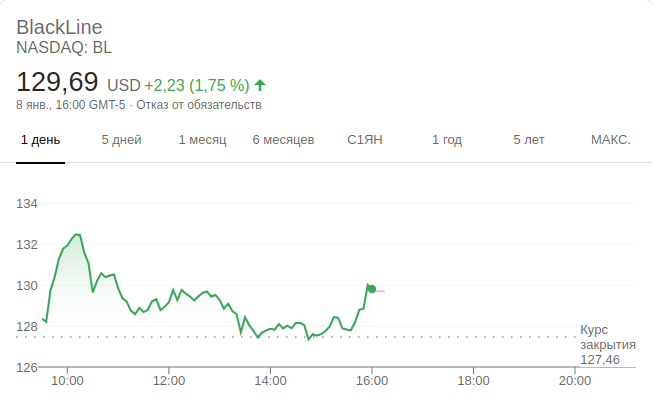 BlackLine
NASDAQ: BL
129,69 USD +2,23 (1,75 %)
8 янв., 16:00 GMT-5 · Отказ от обязательств
1 день 5 дней 1 месяц 6 месяцев С1ЯН 1 год 5 лет МАКС.
134
132
130
128
126
Курс
закрытия
127,46
10:00 12:00 14:00 16:00 18:00 20:00